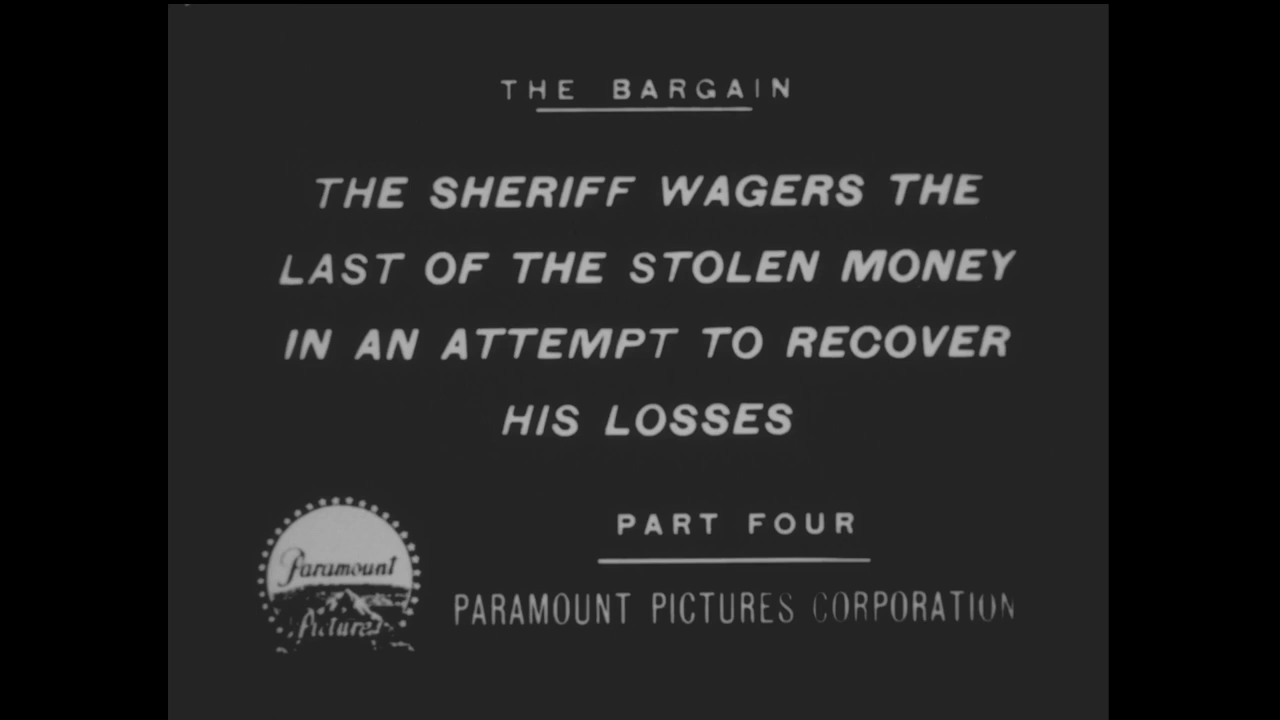 THE BARGAIN
THE SHERIFF WAGERS THE
LAST OF THE STOLEN MONEY
IN AN ATTEMPT TO RECOVER
HIS LOSSES
PART FOUR
Paramount
Pictures
PARAMOUNT PICTURES CORPORATION